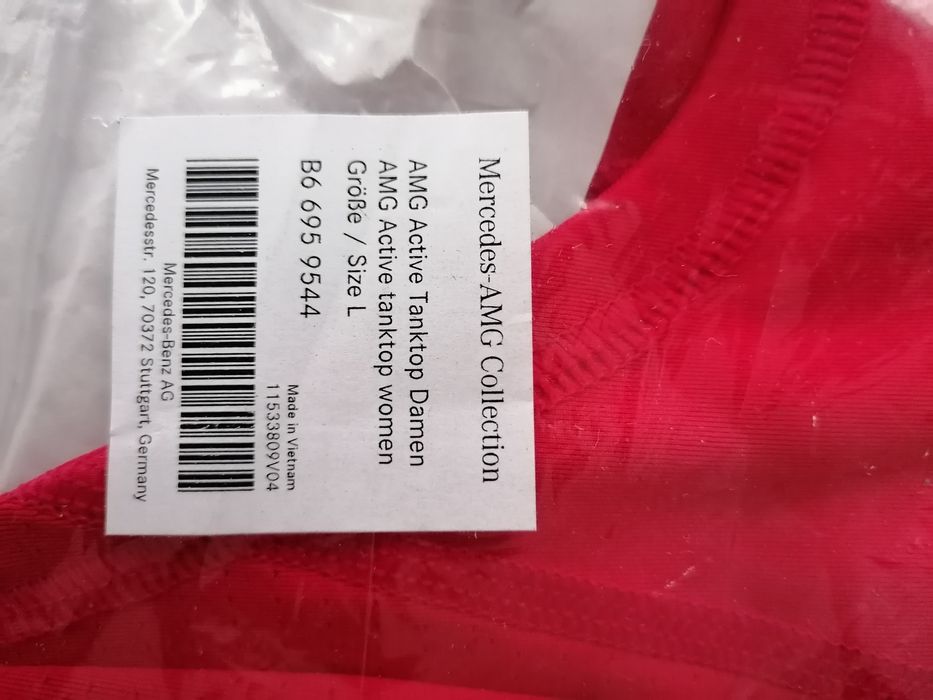 Mercedes-AMG Collection
AMG Active Tanktop Damen
AMG Active tanktop women
Größe / Size L
B6 695 9544
Made in Vietnam
11533809V04
Mercedes-Benz AG
Mercedesstr. 120, 70372 Stuttgart, Germany